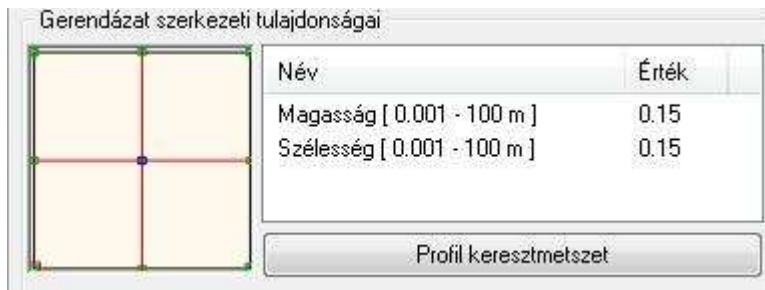 Gerendázat szerkezeti tulajdonságai
Név Érték
Magasság [ 0.001 - 100 m ] 0.15
Szélesség [ 0.001 - 100 m ] 0.15
Profil keresztmetszet